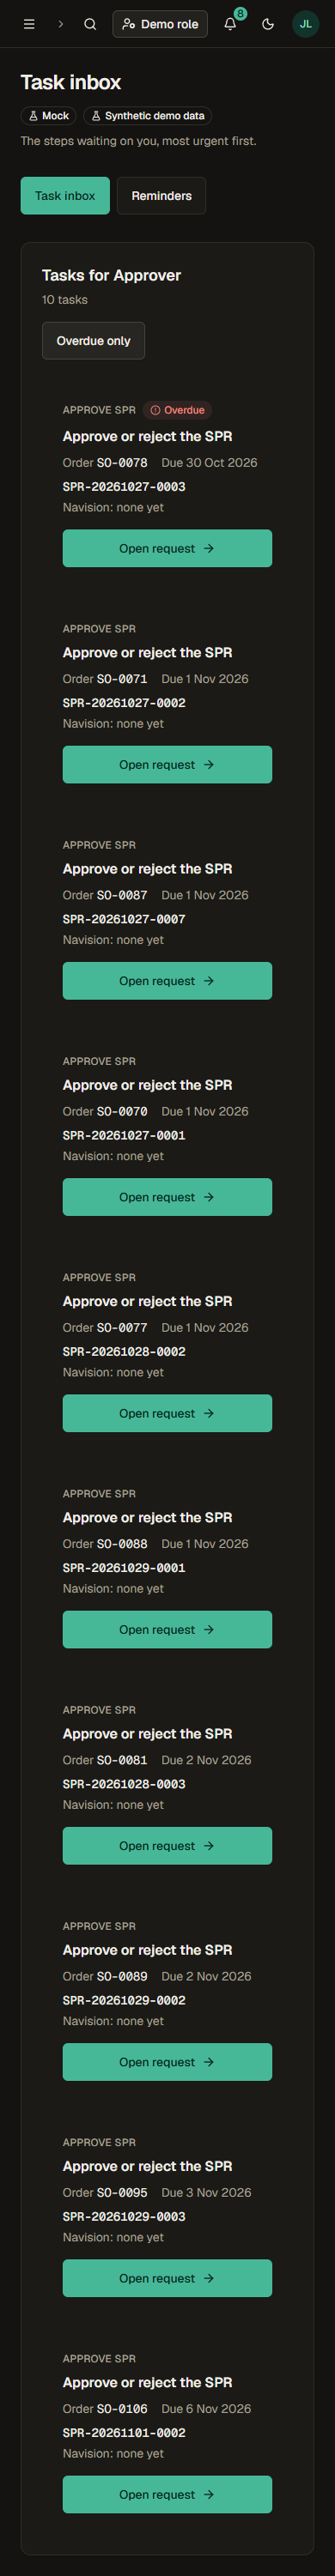 Demo role
8
JL
Task inbox
Mock
Synthetic demo data
The steps waiting on you, most urgent first.
Task inbox
Reminders
Tasks for Approver
10 tasks
Overdue only
APPROVE SPR Overdue
Approve or reject the SPR
Order SO-0078 Due 30 Oct 2026
SPR-20261027-0003
Navision: none yet
Open request
APPROVE SPR
Approve or reject the SPR
Order SO-0071 Due 1 Nov 2026
SPR-20261027-0002
Navision: none yet
Open request
APPROVE SPR
Approve or reject the SPR
Order SO-0087 Due 1 Nov 2026
SPR-20261027-0007
Navision: none yet
Open request
APPROVE SPR
Approve or reject the SPR
Order SO-0070 Due 1 Nov 2026
SPR-20261027-0001
Navision: none yet
Open request
APPROVE SPR
Approve or reject the SPR
Order SO-0077 Due 1 Nov 2026
SPR-20261028-0002
Navision: none yet
Open request
APPROVE SPR
Approve or reject the SPR
Order SO-0088 Due 1 Nov 2026
SPR-20261029-0001
Navision: none yet
Open request
APPROVE SPR
Approve or reject the SPR
Order SO-0081 Due 2 Nov 2026
SPR-20261028-0003
Navision: none yet
Open request
APPROVE SPR
Approve or reject the SPR
Order SO-0089 Due 2 Nov 2026
SPR-20261029-0002
Navision: none yet
Open request
APPROVE SPR
Approve or reject the SPR
Order SO-0095 Due 3 Nov 2026
SPR-20261029-0003
Navision: none yet
Open request
APPROVE SPR
Approve or reject the SPR
Order SO-0106 Due 6 Nov 2026
SPR-20261101-0002
Navision: none yet
Open request